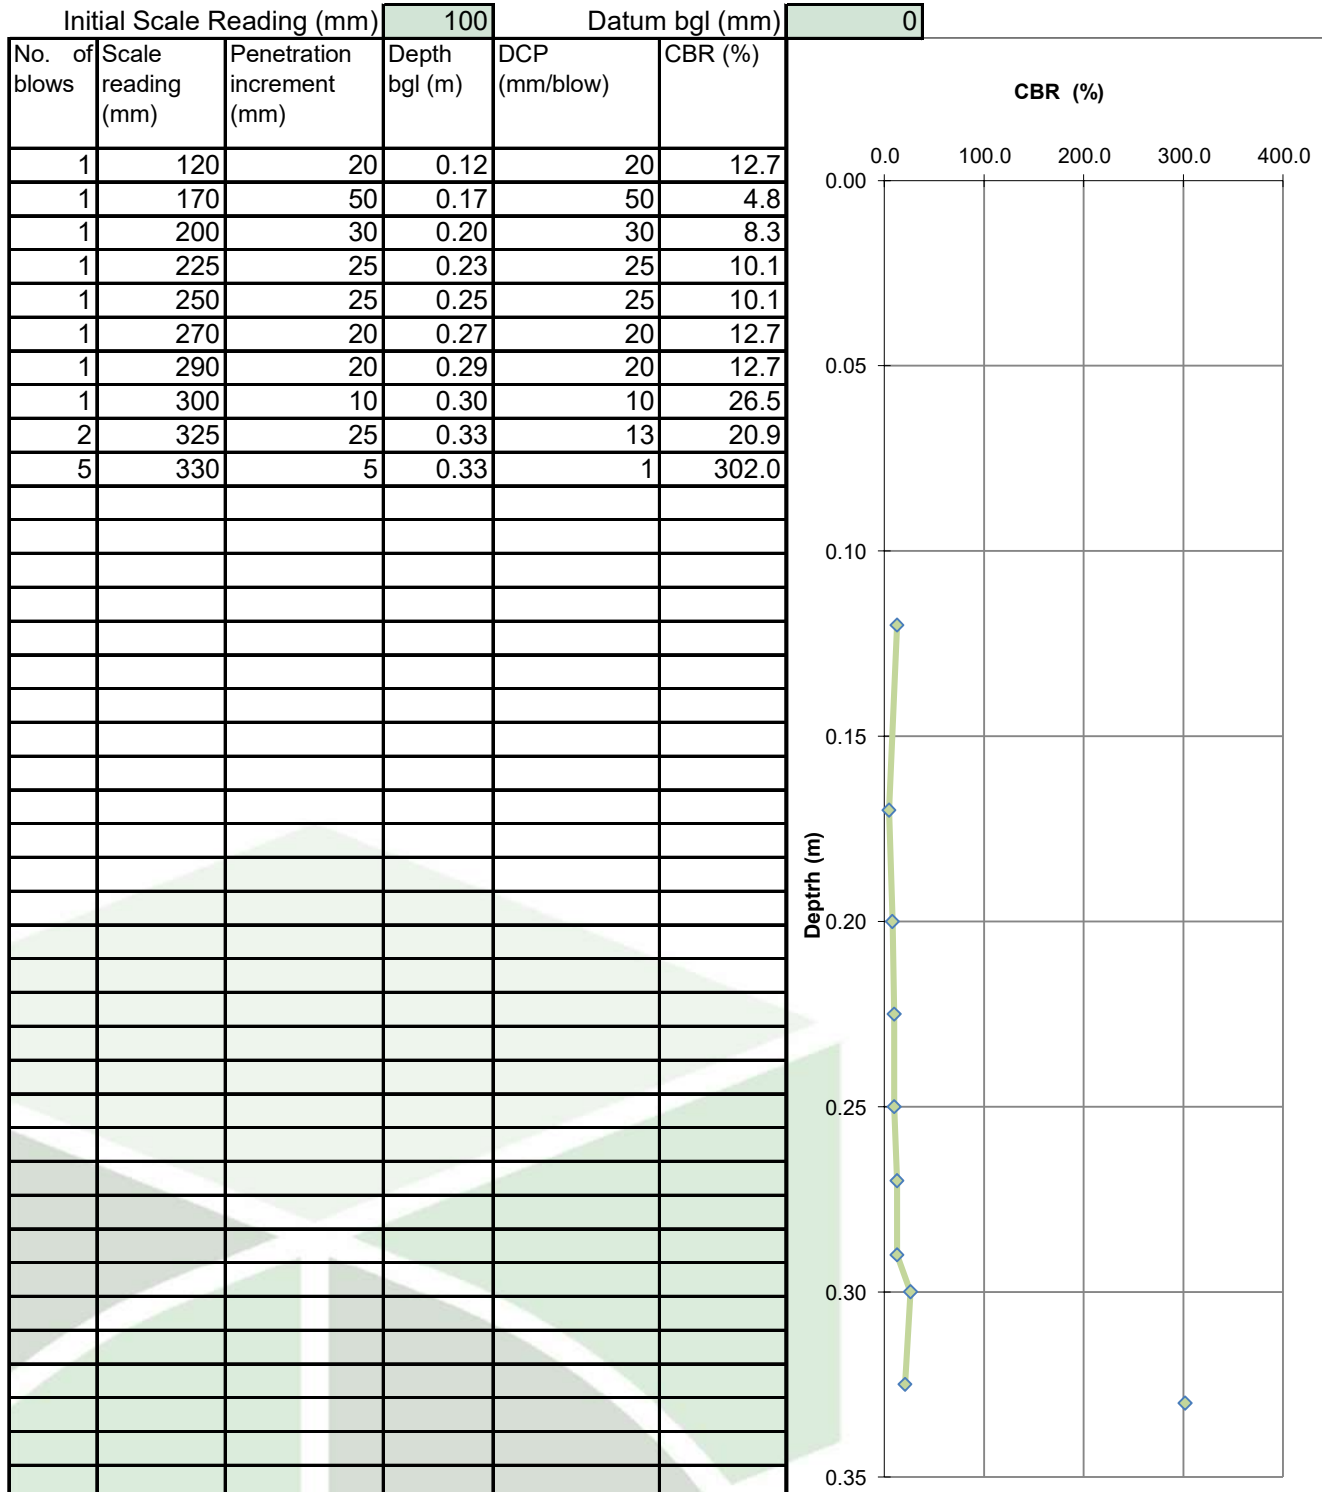 Initial Scale Reading (mm) 100 Datum bgl (mm) 0
No. of blows Scale reading (mm) Penetration increment (mm) Depth bgl (m) DCP (mm/blow) CBR (%)
1 120 20 0.12 20 12.7
1 170 50 0.17 50 4.8
1 200 30 0.20 30 8.3
1 225 25 0.23 25 10.1
1 250 25 0.25 25 10.1
1 270 20 0.27 20 12.7
1 290 20 0.29 20 12.7
1 300 10 0.30 10 26.5
2 325 25 0.33 13 20.9
5 330 5 0.33 1 302.0
CBR (%)
0.0 100.0 200.0 300.0 400.0
0.00
0.05
0.10
0.15
0.20
0.25
0.30
0.35
Deptrh (m)